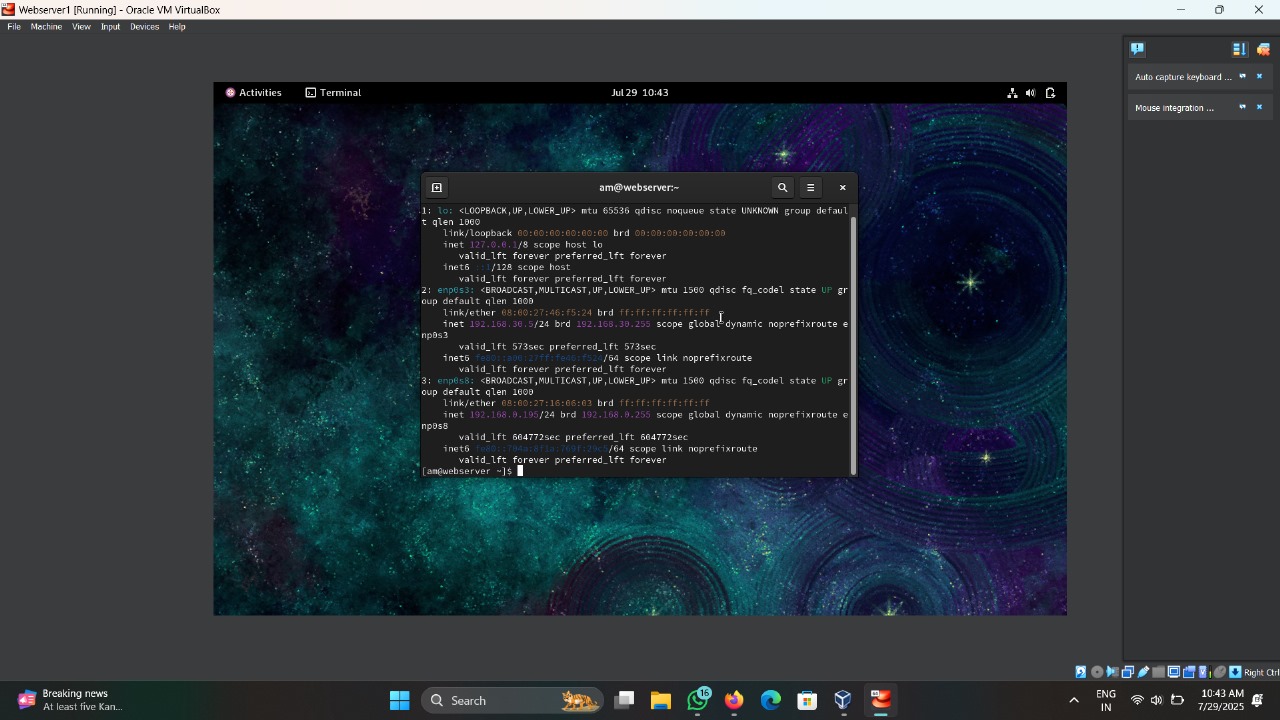 Webserver1 [Running] - Oracle VM VirtualBox
File Machine View Input Devices Help
Auto capture keyboard ...
Mouse integration ...
Activities Terminal Jul 29 10:43
am@webserver:~
1: lo: <LOOPBACK,UP,LOWER_UP> mtu 65536 qdisc noqueue state UNKNOWN group defaul
t qlen 1000
link/loopback 00:00:00:00:00:00 brd 00:00:00:00:00:00
inet 127.0.0.1/8 scope host lo
valid_lft forever preferred_lft forever
inet6 ::1/128 scope host
valid_lft forever preferred_lft forever
2: enp0s3: <BROADCAST,MULTICAST,UP,LOWER_UP> mtu 1500 qdisc fq_codel state UP gr
oup default qlen 1000
link/ether 08:00:27:46:f5:24 brd ff:ff:ff:ff:ff:ff
inet 192.168.30.5/24 brd 192.168.30.255 scope global dynamic noprefixroute e
np0s3
valid_lft 573sec preferred_lft 573sec
inet6 fe80::a00:27ff:fe46:f524/64 scope link noprefixroute
valid_lft forever preferred_lft forever
3: enp0s8: <BROADCAST,MULTICAST,UP,LOWER_UP> mtu 1500 qdisc fq_codel state UP gr
oup default qlen 1000
link/ether 08:00:27:16:06:03 brd ff:ff:ff:ff:ff:ff
inet 192.168.0.195/24 brd 192.168.0.255 scope global dynamic noprefixroute e
np0s8
valid_lft 604772sec preferred_lft 604772sec
inet6 /64 scope link noprefixroute
valid_lft forever preferred_lft forever
[am@webserver ~]$
Right Ctrl
Breaking news
At least five Kan...
Search
16
ENG
IN
10:43 AM
7/29/2025